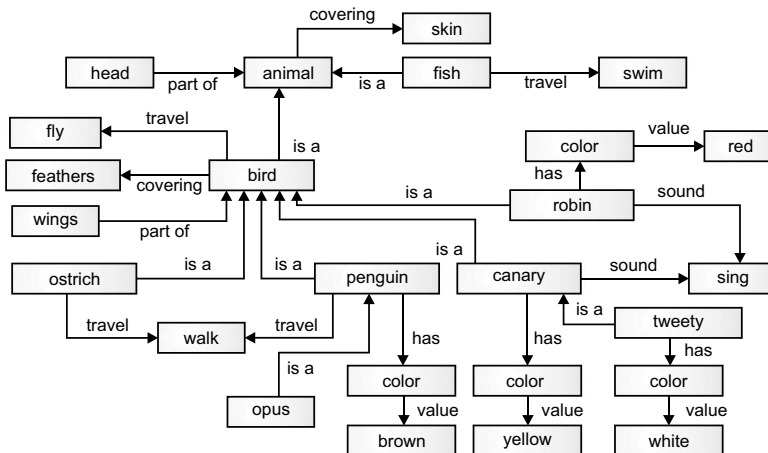 covering
skin
head
animal
fish
swim
part of
is a
travel
fly
travel
is a
color
value
red
feathers
covering
bird
has
is a
robin
sound
wings
part of
is a
ostrich
is a
is a
penguin
canary
sound
sing
travel
walk
travel
has
has
is a
tweety
is a
has
color
color
color
opus
value
value
value
brown
yellow
white